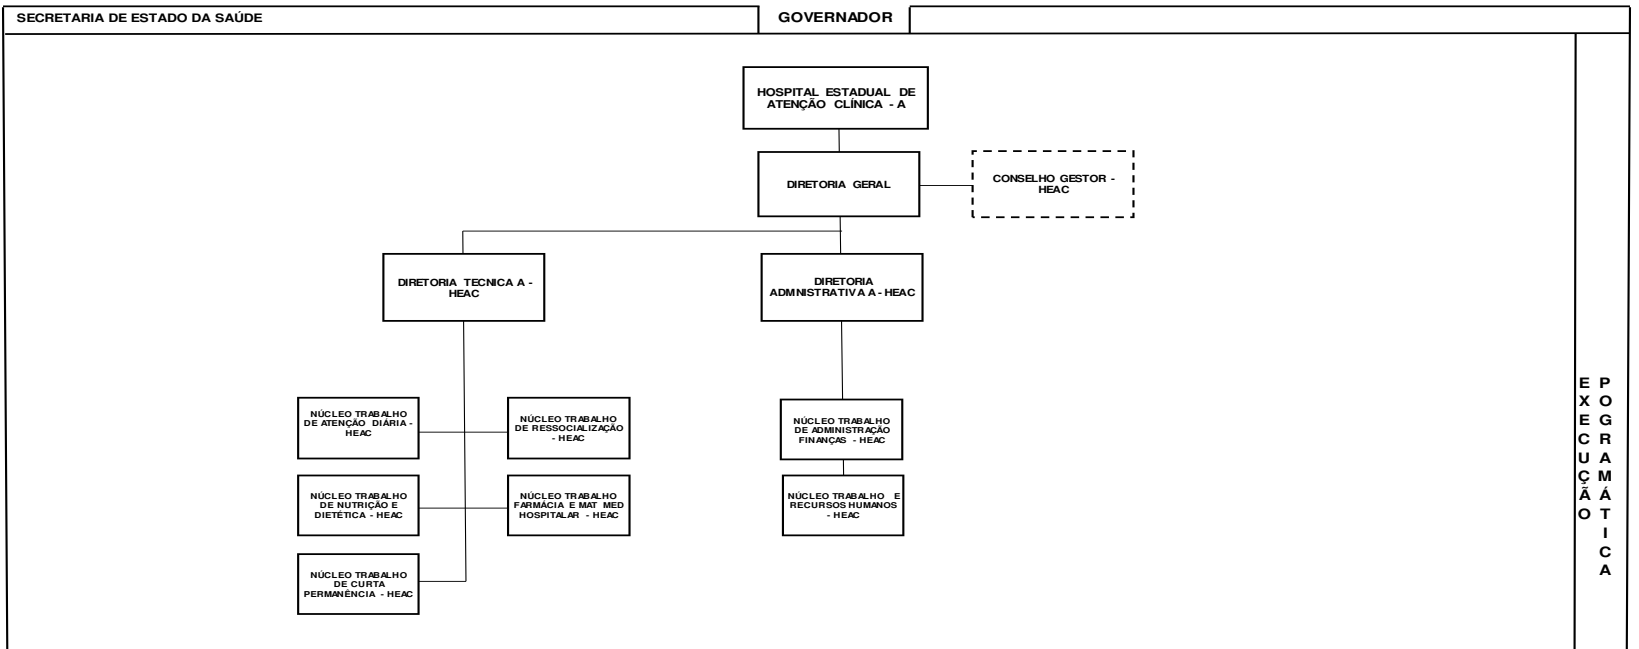 SECRETARIA DE ESTADO DA SAÚDE
GOVERNADOR
HOSPITAL ESTADUAL DE
ATENÇÃO CLÍNICA - A
DIRETORIA GERAL
CONSELHO GESTOR -
HEAC
DIRETORIA TECNICA A -
HEAC
DIRETORIA
ADMNISTRATIVA A - HEAC
NÚCLEO TRABALHO
DE ATENÇÃO DIÁRIA -
HEAC
NÚCLEO TRABALHO
DE RESSOCIALIZAÇÃO
- HEAC
NÚCLEO TRABALHO
DE ADMINISTRAÇÃO
FINANÇAS - HEAC
NÚCLEO TRABALHO
DE NUTRIÇÃO E
DIETÉTICA - HEAC
NÚCLEO TRABALHO
FARMÁCIA E MAT MED
HOSPITALAR - HEAC
NÚCLEO TRABALHO E
RECURSOS HUMANOS
- HEAC
NÚCLEO TRABALHO
DE CURTA
PERMANÊNCIA - HEAC
EXECUÇÃO
POGRAMÁTICA